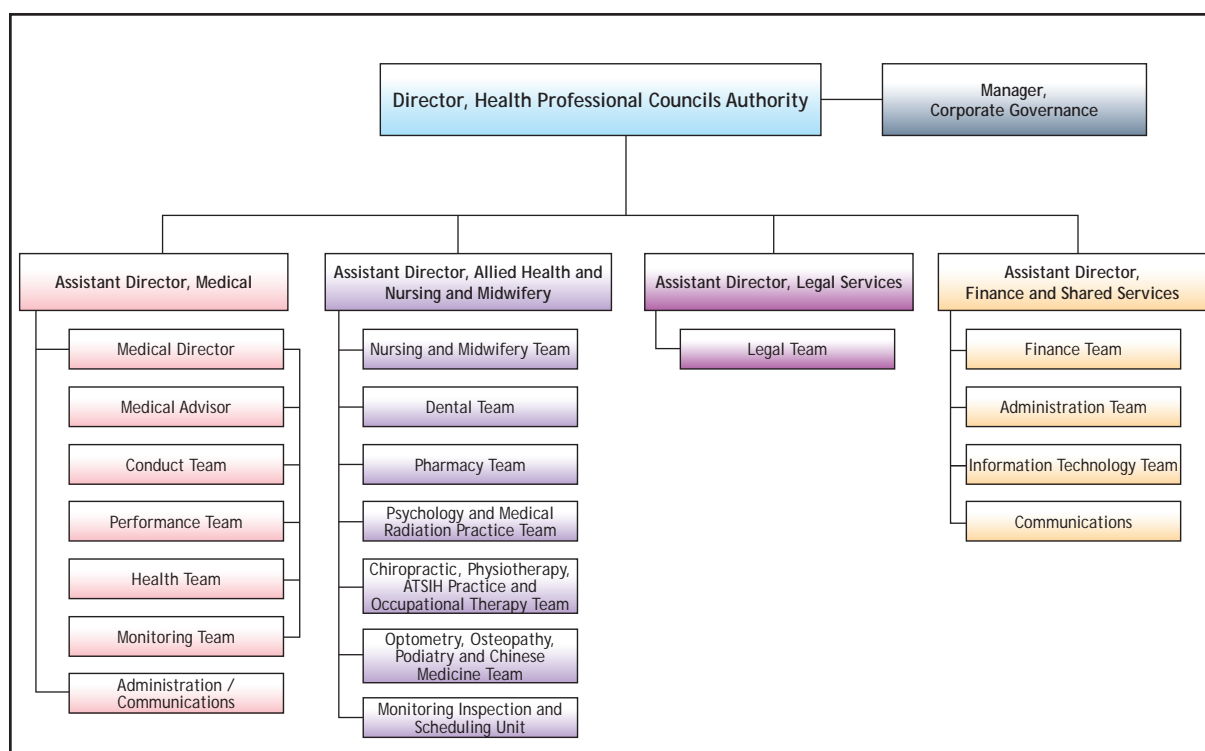 Director, Health Professional Councils Authority
Manager,
Corporate Governance
Assistant Director, Medical
Medical Director
Medical Advisor
Conduct Team
Performance Team
Health Team
Monitoring Team
Administration /
Communications
Assistant Director, Allied Health and
Nursing and Midwifery
Nursing and Midwifery Team
Dental Team
Pharmacy Team
Psychology and Medical
Radiation Practice Team
Chiropractic, Physiotherapy,
ATSIH Practice and
Occupational Therapy Team
Optometry, Osteopathy,
Podiatry and Chinese
Medicine Team
Monitoring Inspection and
Scheduling Unit
Assistant Director, Legal Services
Legal Team
Assistant Director,
Finance and Shared Services
Finance Team
Administration Team
Information Technology Team
Communications